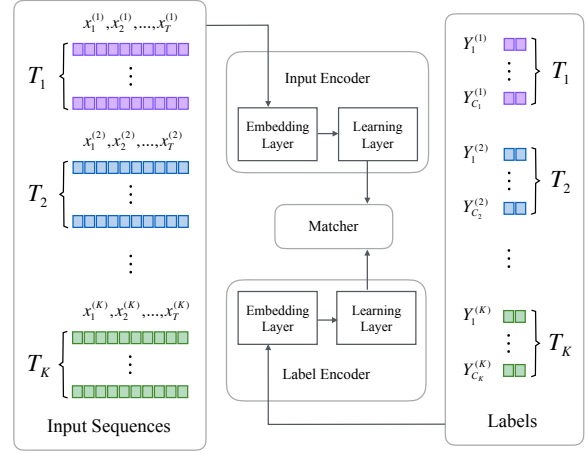 x_1^{(1)}, x_2^{(1)}, ..., x_T^{(1)}
T_1
x_1^{(2)}, x_2^{(2)}, ..., x_T^{(2)}
T_2
x_1^{(K)}, x_2^{(K)}, ..., x_T^{(K)}
T_K
Input Sequences
Input Encoder
Embedding
Layer
Learning
Layer
Matcher
Embedding
Layer
Learning
Layer
Label Encoder
Y_1^{(1)}
Y_{C_1}^{(1)}
T_1
Y_1^{(2)}
Y_{C_2}^{(2)}
T_2
Y_1^{(K)}
Y_{C_K}^{(K)}
T_K
Labels